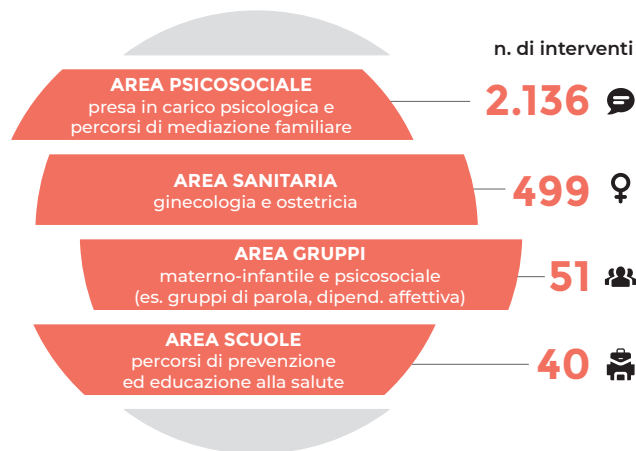 n. di interventi
AREA PSICOSOCIALE
presa in carico psicologica e
percorsi di mediazione familiare
2.136
AREA SANITARIA
ginecologia e ostetricia
499
AREA GRUPPI
materno-infantile e psicosociale
(es. gruppi di parola, dipend. affettiva)
51
AREA SCUOLE
percorsi di prevenzione
ed educazione alla salute
40